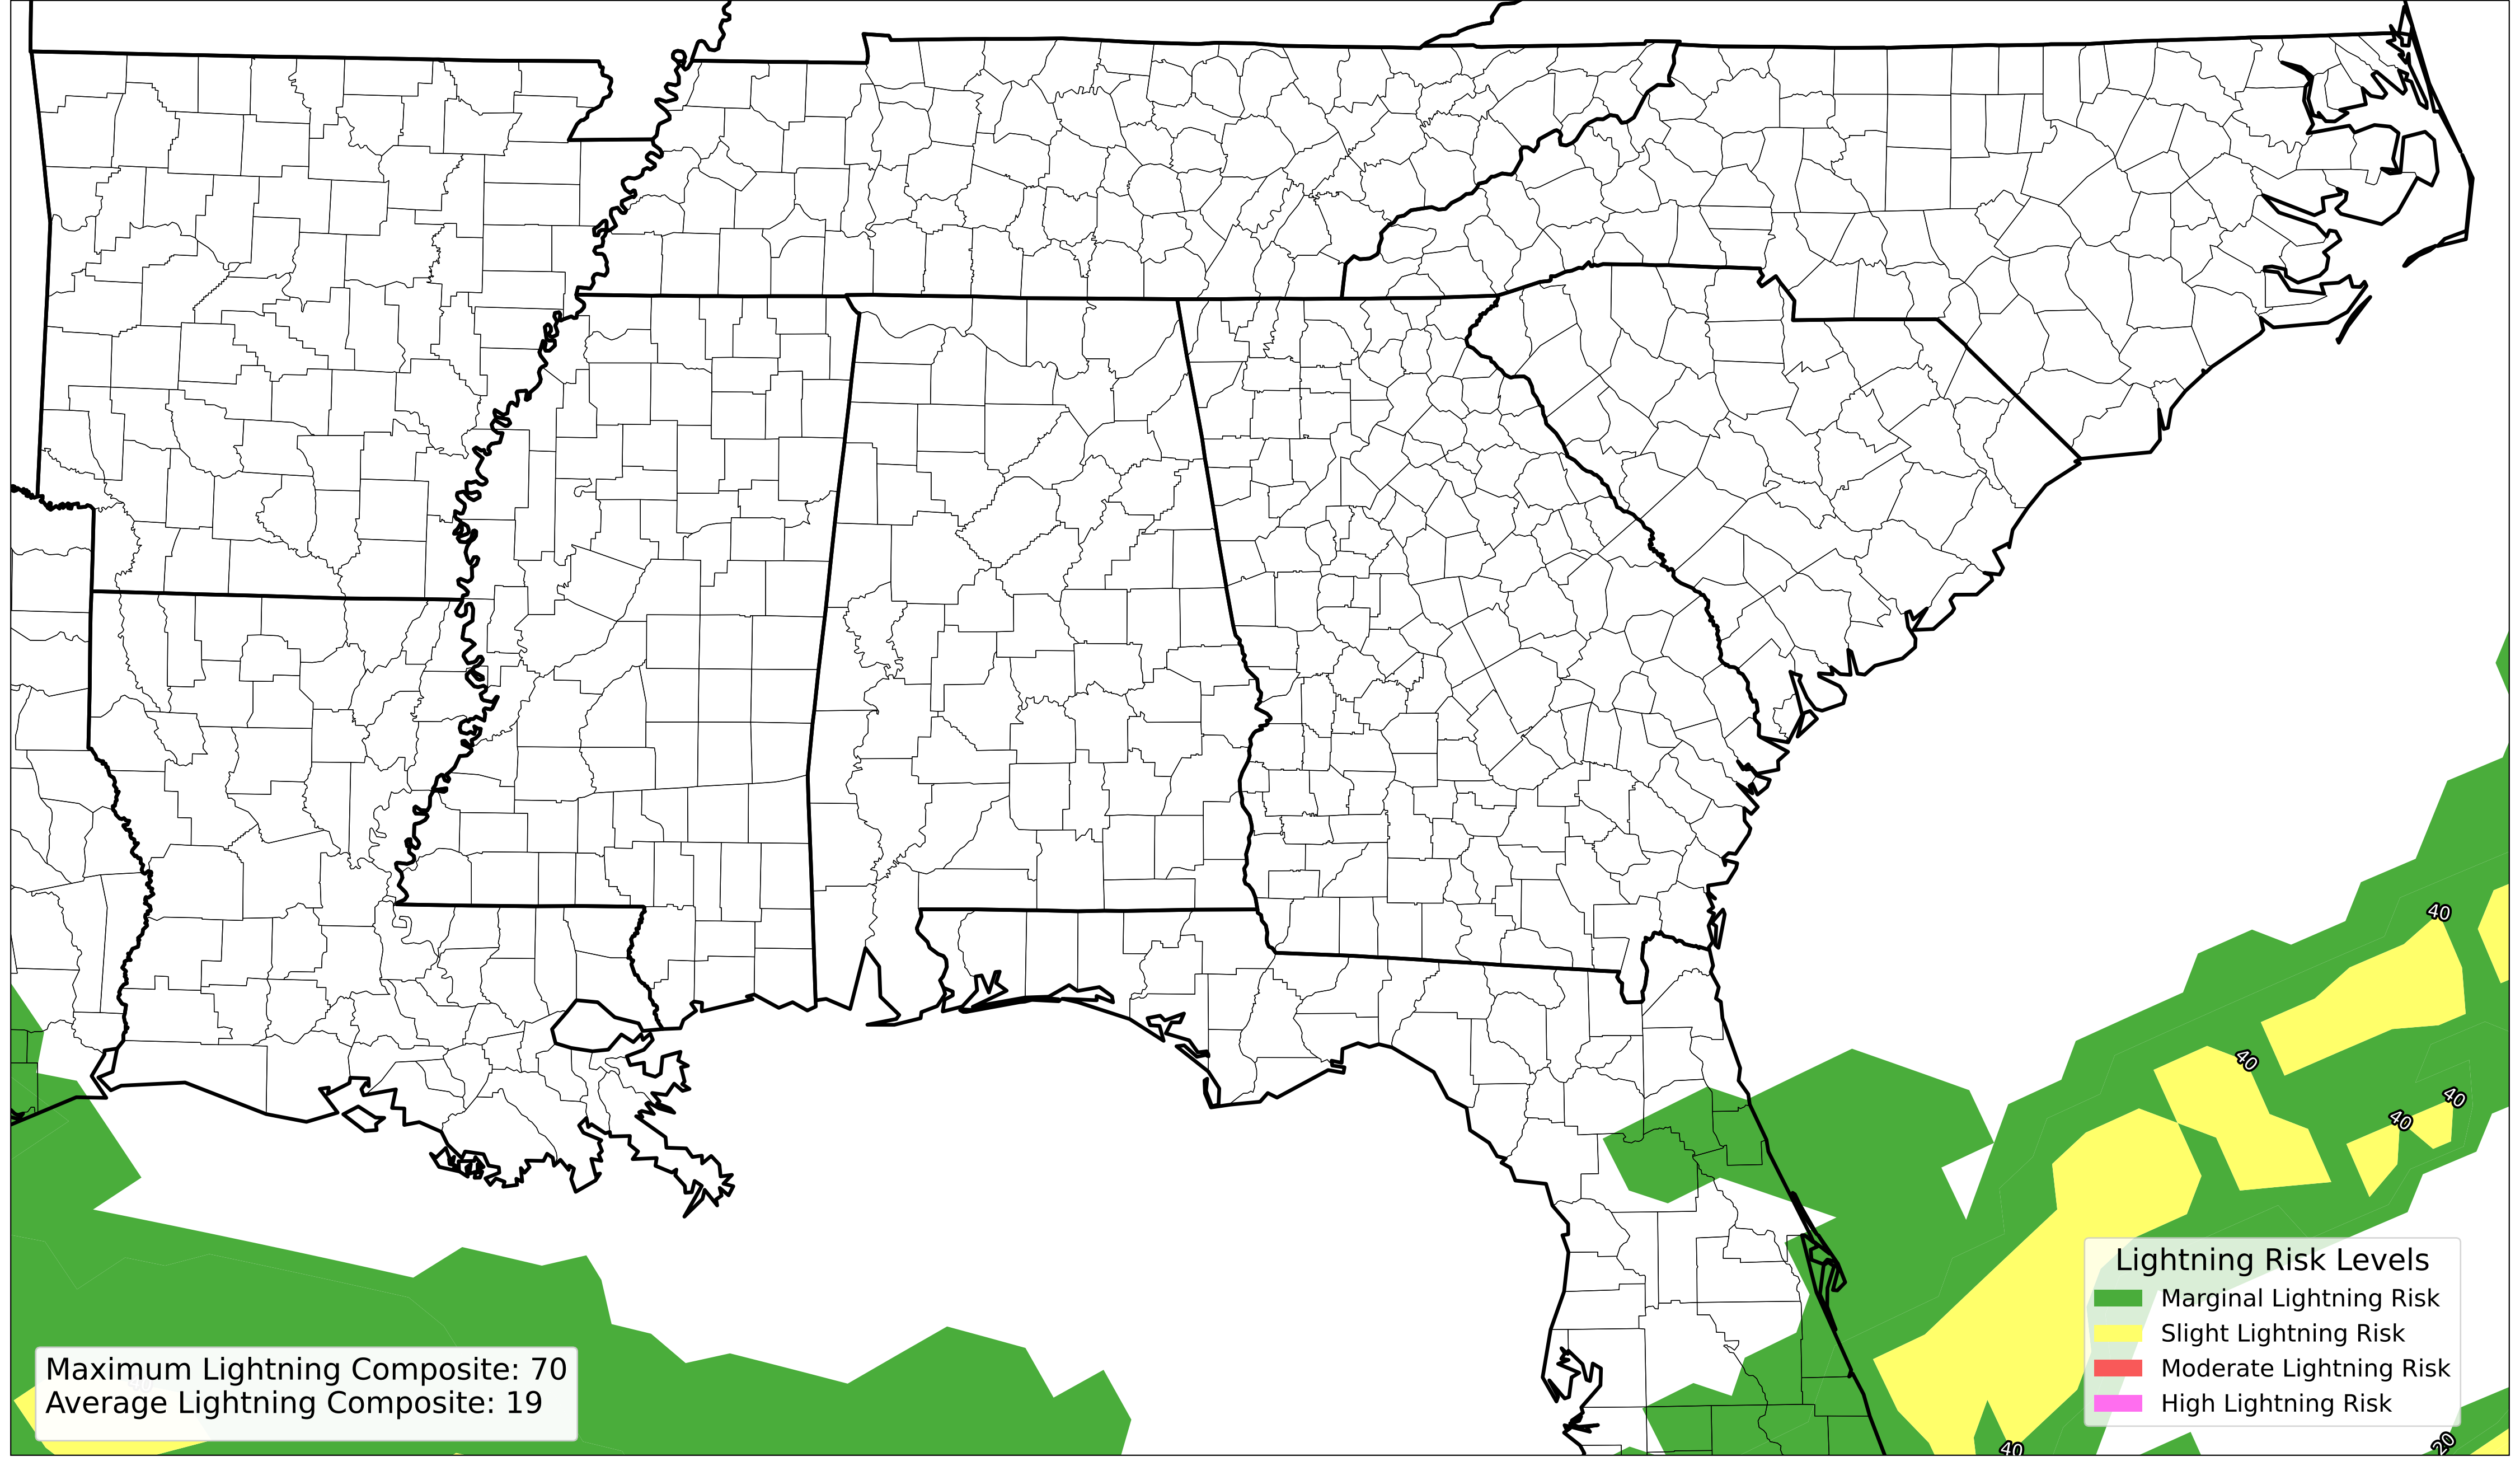 40
40
40
40
Lightning Risk Levels
Marginal Lightning Risk
Slight Lightning Risk
Moderate Lightning Risk
High Lightning Risk
Maximum Lightning Composite: 70
Average Lightning Composite: 19
40
20